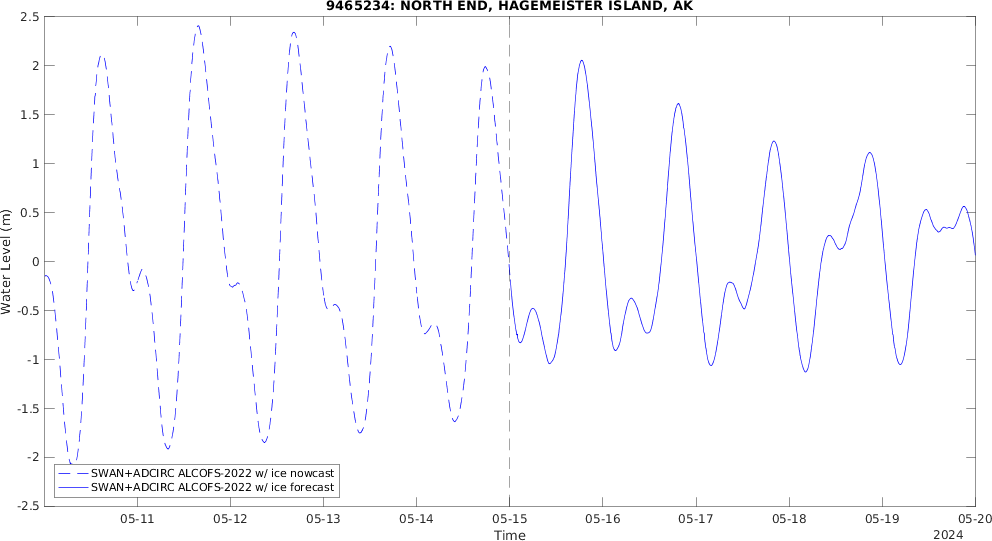 9465234: NORTH END, HAGEMEISTER ISLAND, AK
2.5
2
1.5
1
0.5
0
-0.5
-1
-1.5
-2
-2.5
Water Level (m)
SWAN+ADCIRC ALCOFS-2022 w/ ice nowcast
SWAN+ADCIRC ALCOFS-2022 w/ ice forecast
05-11 05-12 05-13 05-14 05-15 05-16 05-17 05-18 05-19 05-20
Time
2024